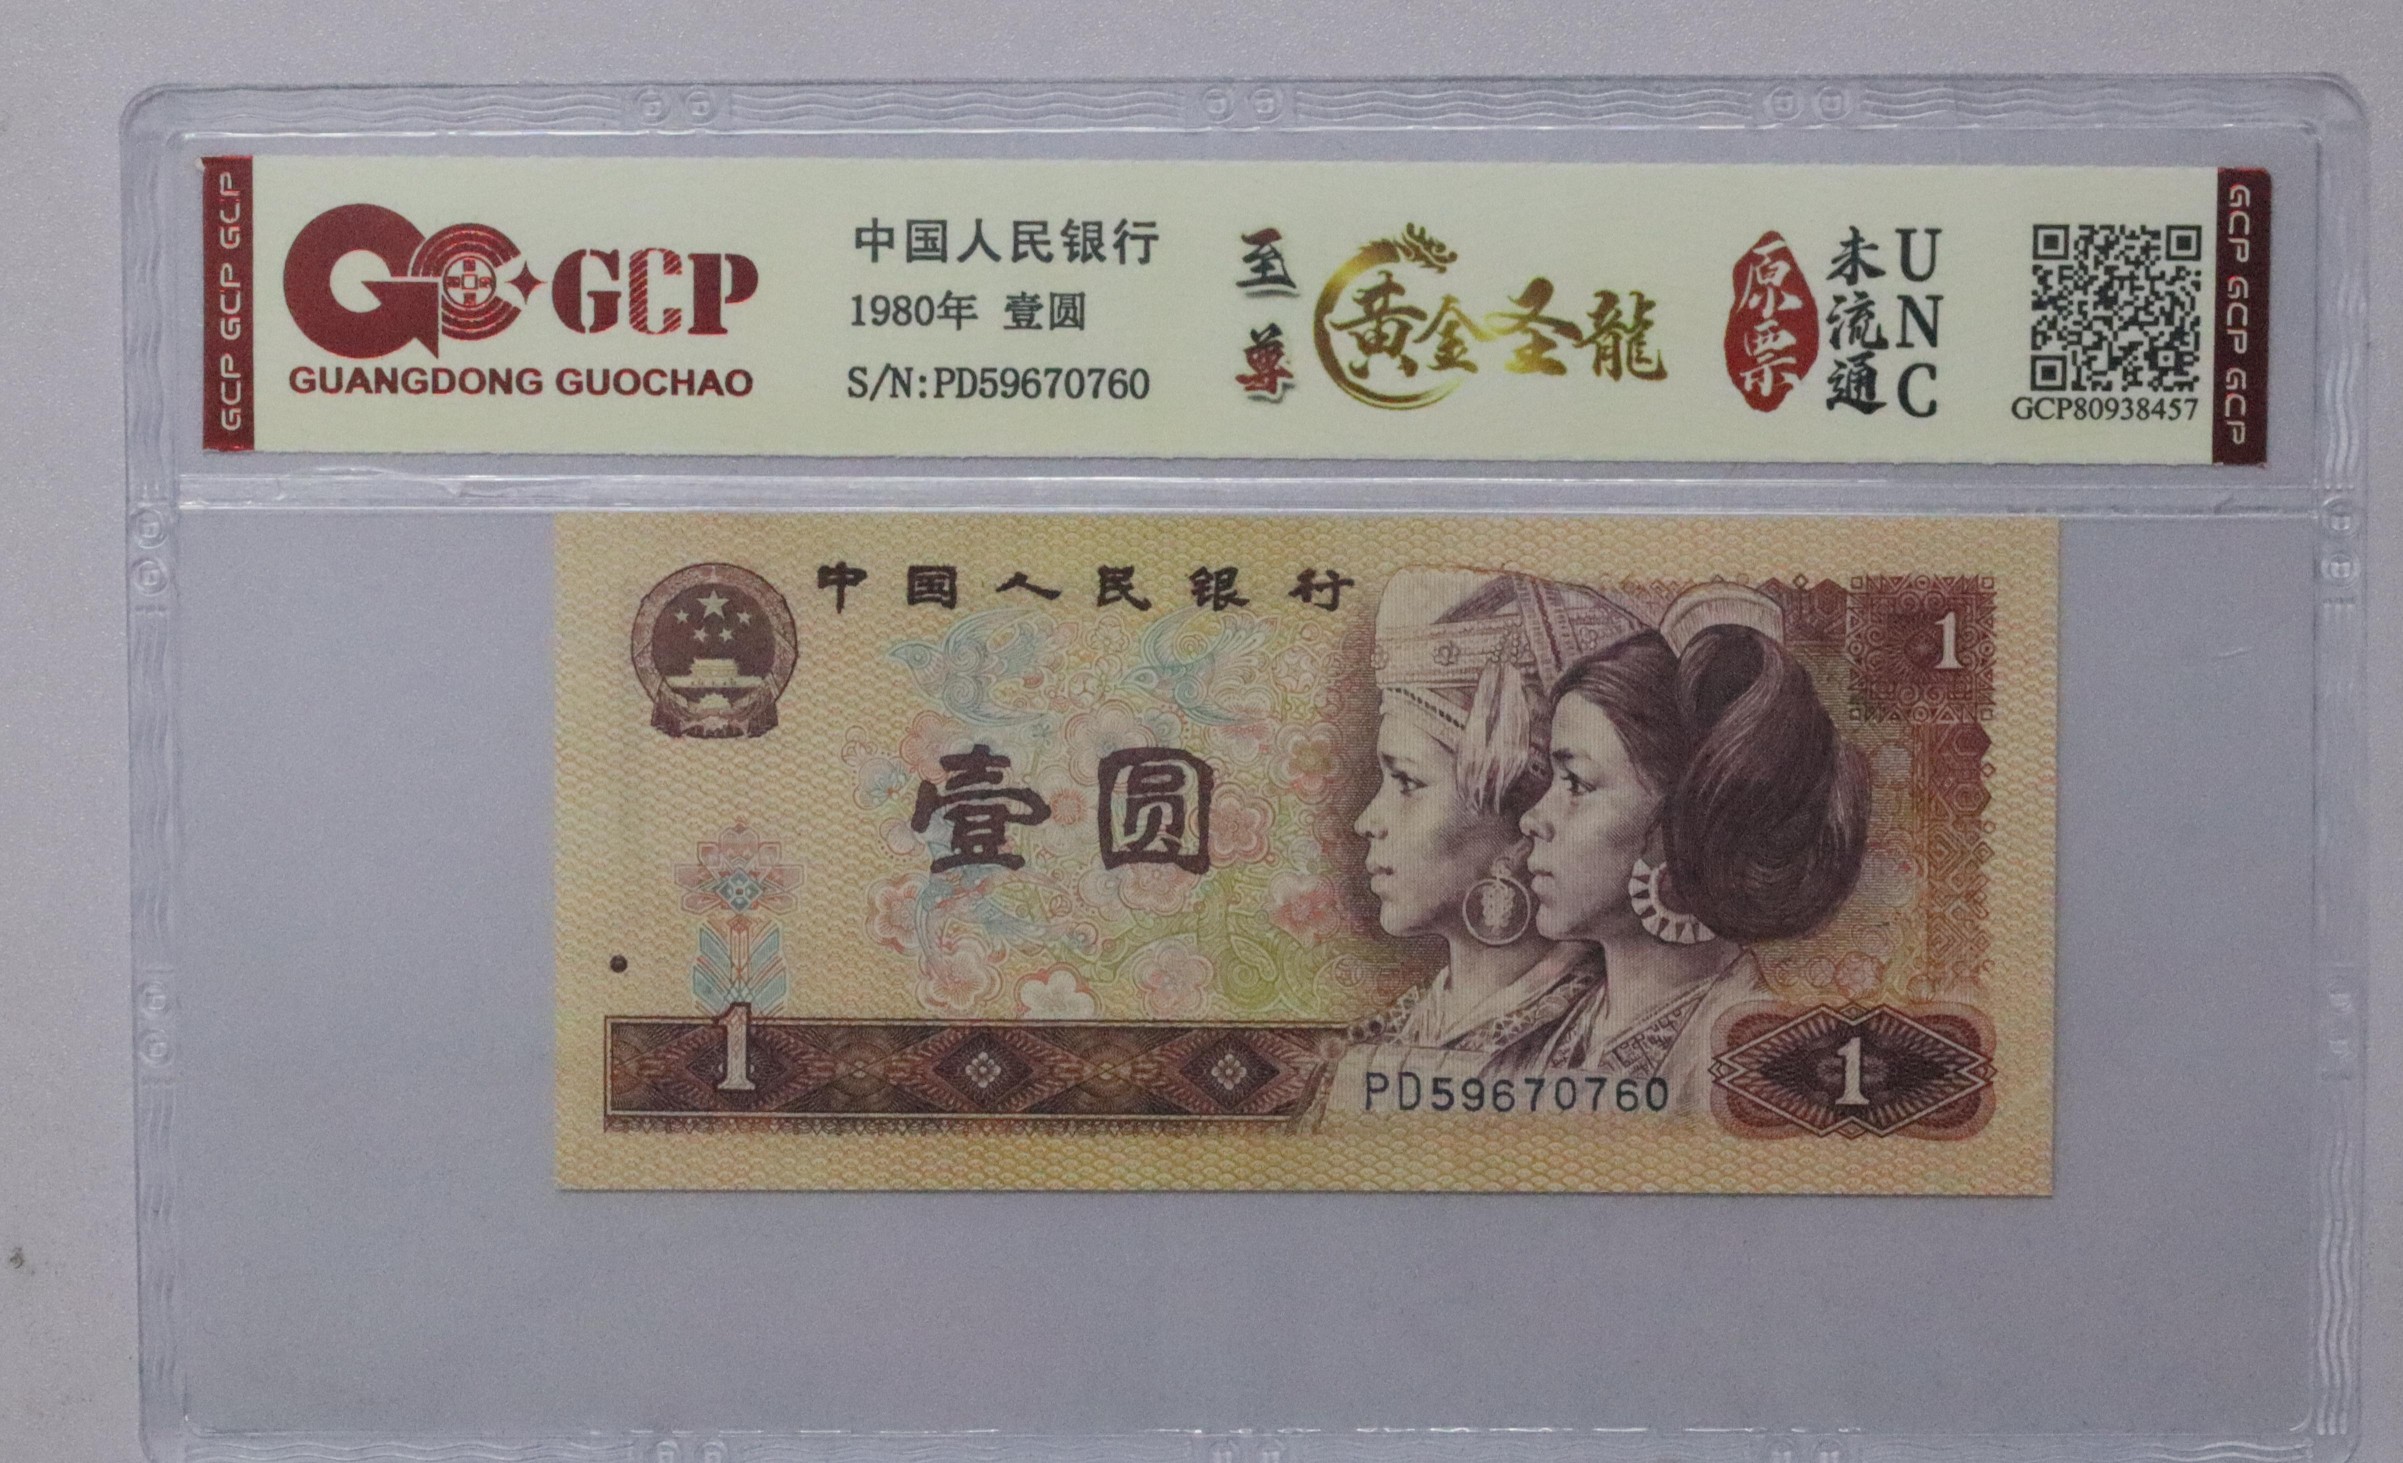 GCP GCP GCP
GC GCP
GUANGDONG GUOCHAO
中国人民银行
1980年 壹圆
S/N:PD59670760
至尊
黄金圣龍
原票
未流通
UNC
GCP80938457
GCP GCP GCP
中国人民银行
1
壹圆
1
PD59670760
1